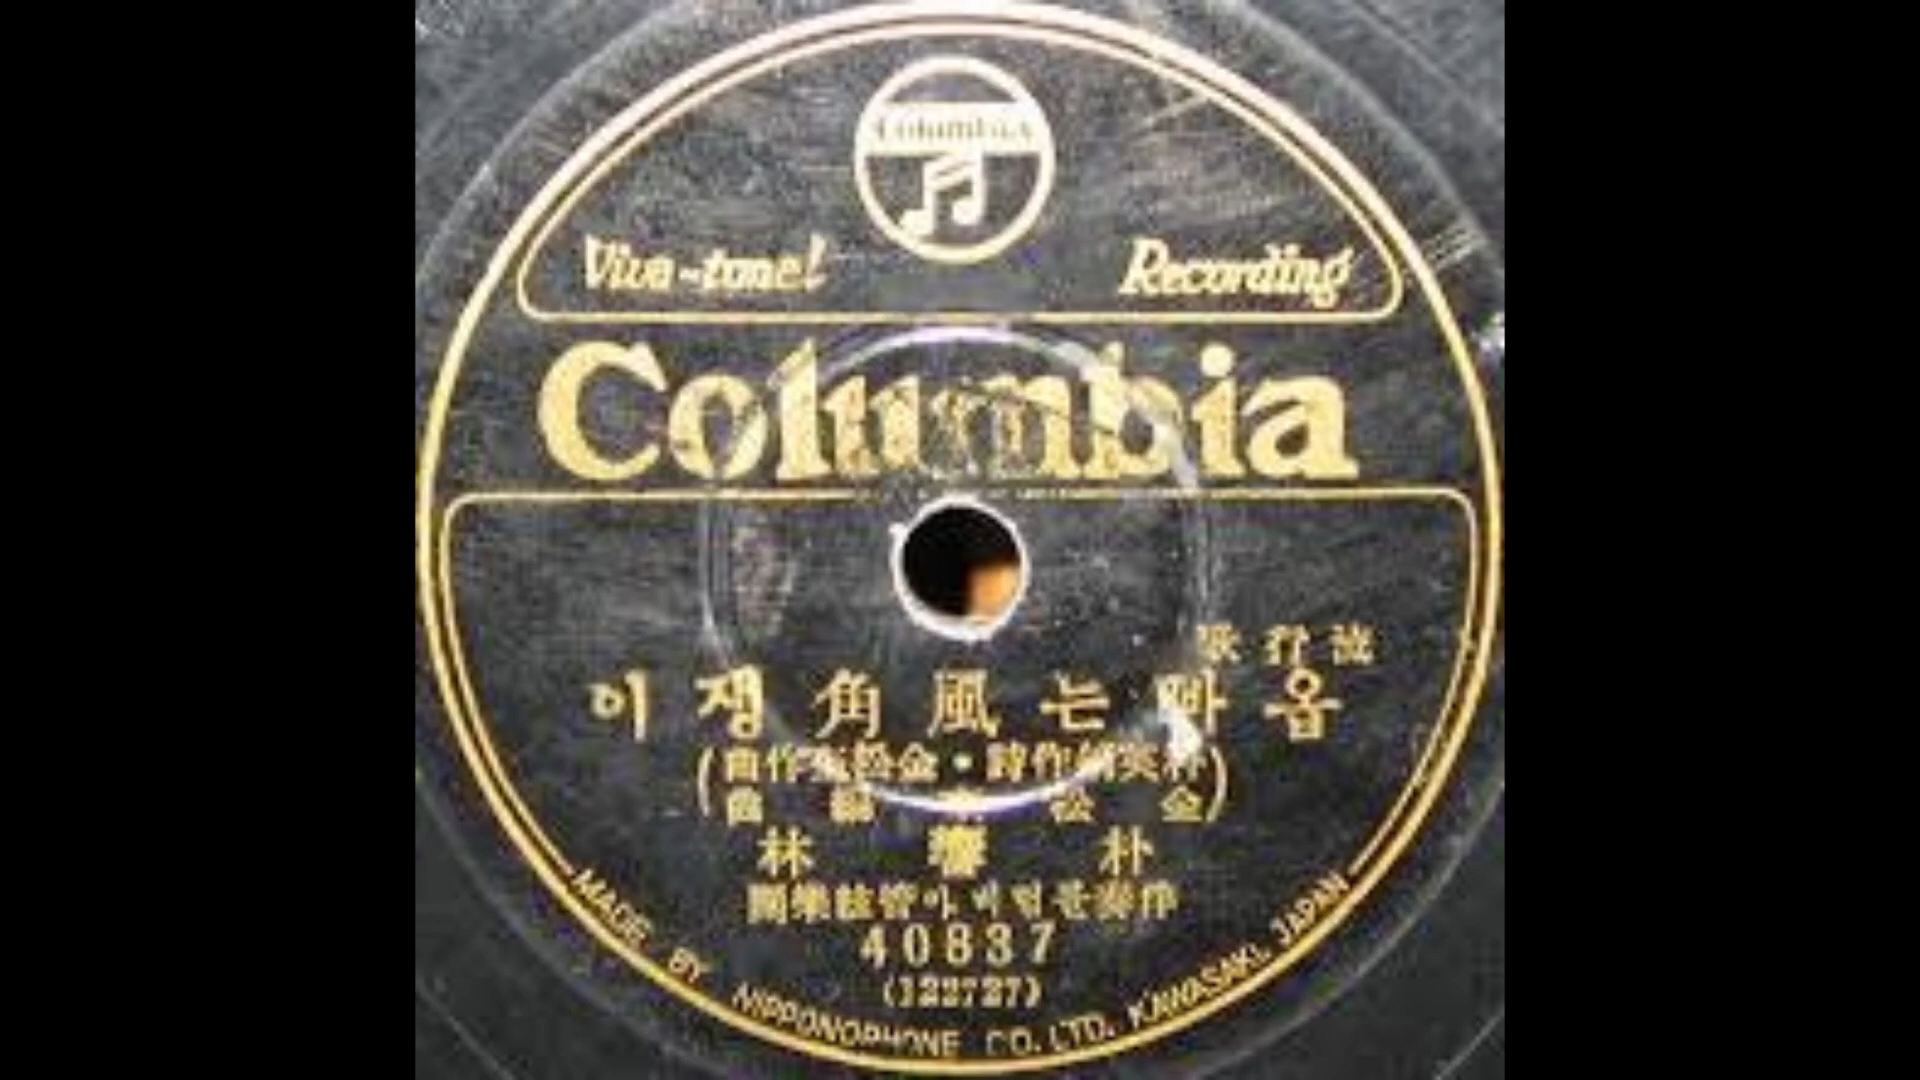 Columbia
Viva-tonal Recording
Columbia
流行歌
옵빠는風角쟁이
(朴英鎬作詩・金松奎作曲
金松奎編曲)
朴響林
伴奏콜럼비아管絃樂團
40837
(122727)
MADE BY NIPPONOPHONE CO. LTD. KAWASAKI, JAPAN